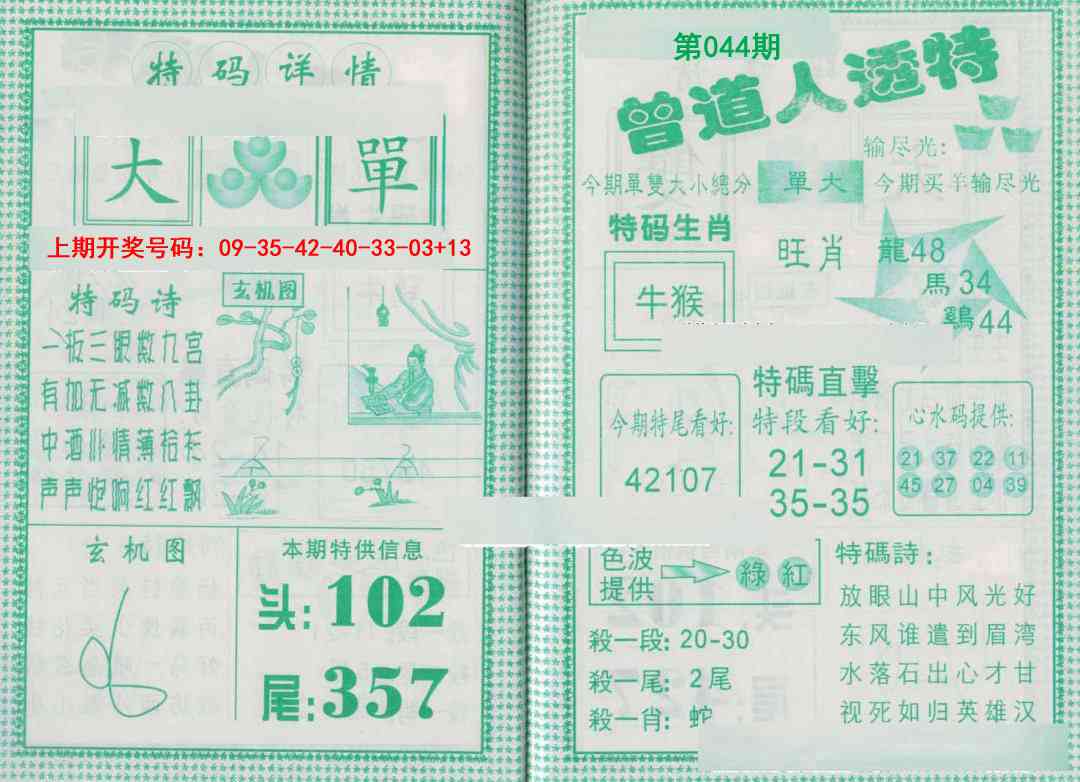 特码详情
大
單
上期开奖号码：09-35-42-40-33-03+13
特码诗
玄机图
一板三眼数九宫
有加无减数八卦
中酒儿情薄拾衫
声声炮响红红飘
玄机图
本期特供信息
头:102
尾:357
第044期
曾道人透特
输尽光:
今期單雙大小總分
單大
今期买羊输尽光
特码生肖
牛猴
旺肖
龍48
馬34
鷄44
今期特尾看好:
42107
特碼直擊
特段看好:
21-31
35-35
心水码提供:
21 37 22 11
45 27 04 39
色波
提供
綠 紅
殺一段: 20-30
殺一尾: 2尾
殺一肖: 蛇
特碼詩:
放眼山中风光好
东风谁遣到眉湾
水落石出心才甘
视死如归英雄汉